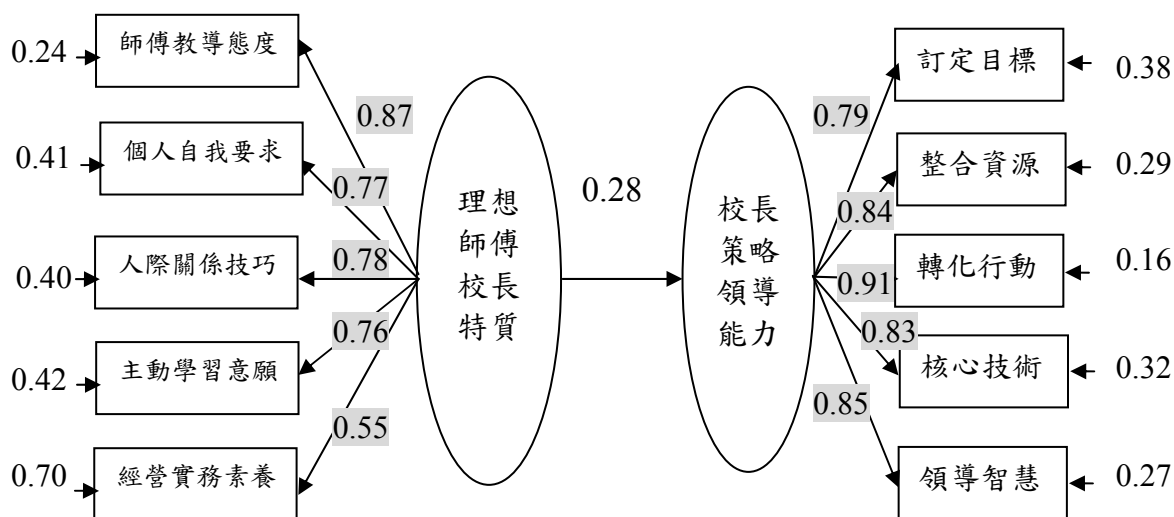 0.24
師傅教導態度
0.87
0.41
個人自我要求
0.77
0.40
人際關係技巧
0.78
0.42
主動學習意願
0.76
0.70
經營實務素養
0.55
理想
師傅
校長
特質
0.28
校長
策略
領導
能力
0.79
訂定目標
0.38
0.84
整合資源
0.29
0.91
轉化行動
0.16
0.83
核心技術
0.32
0.85
領導智慧
0.27